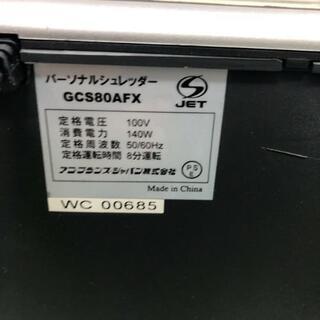 パーソナルシュレッダー
GCS80AFX
S
JET
定格電圧 : 100V
消費電力 : 140W
定格周波数 : 50/60Hz
定格運転時間 : 8分運転
PS
E
アコ・ブランズ・ジャパン株式会社
Made in China
WC 00685